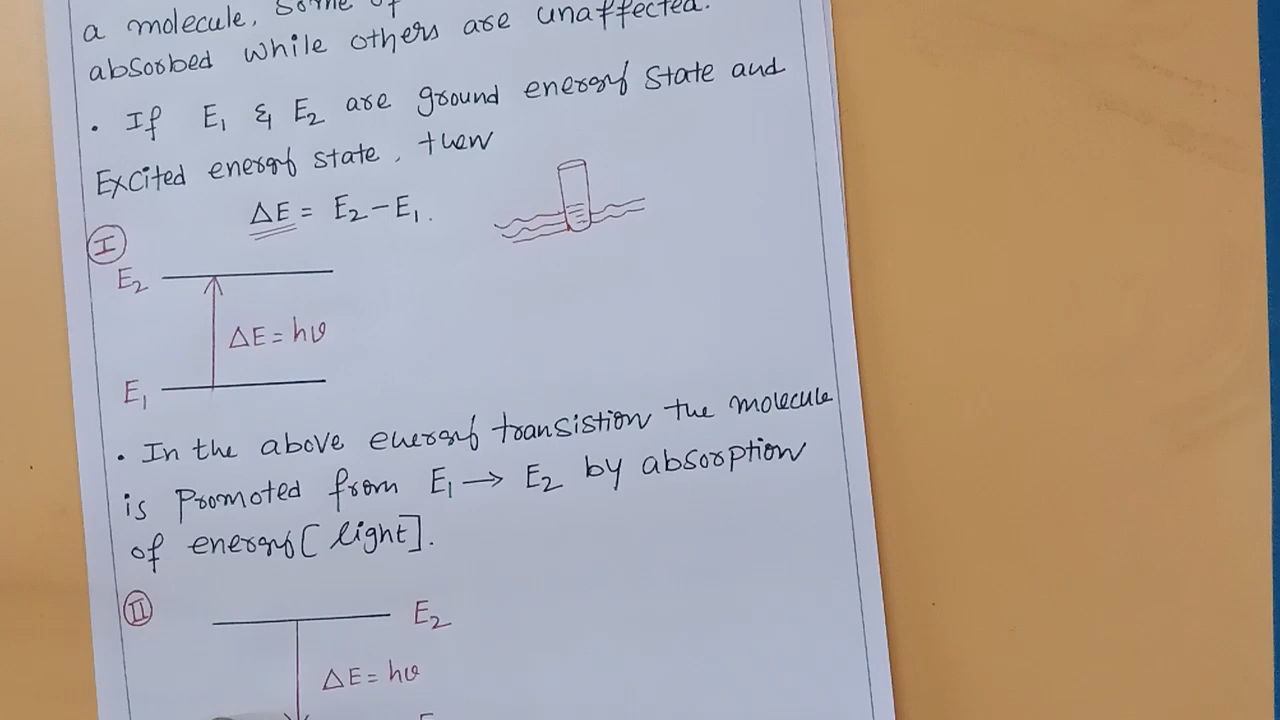 a molecule. Some of
absorbed while others are unaffected.
• If E₁ & E₂ are ground energy state and
Excited energy state, then
ΔE = E₂ - E₁.
I
E₂
ΔE = hν
E₁
• In the above energy transistion the molecule
is Promoted from E₁ → E₂ by absorption
of energy [light].
II
E₂
ΔE = hν
E